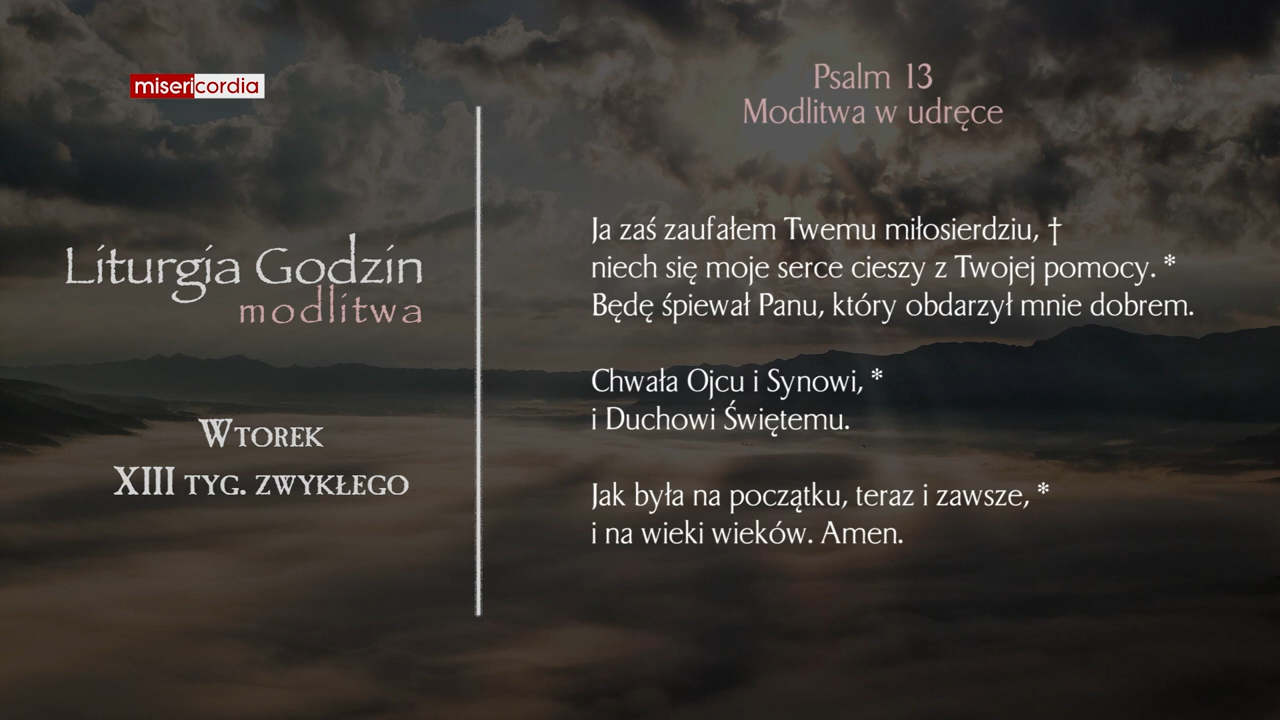 misericordia
Liturgia Godzin
modlitwa
Wtorek
XIII tyg. zwykłego
Psalm 13
Modlitwa w udręce
Ja zaś zaufałem Twemu miłosierdziu, †
niech się moje serce cieszy z Twojej pomocy. *
Będę śpiewał Panu, który obdarzył mnie dobrem.
Chwała Ojcu i Synowi, *
i Duchowi Świętemu.
Jak była na początku, teraz i zawsze, *
i na wieki wieków. Amen.